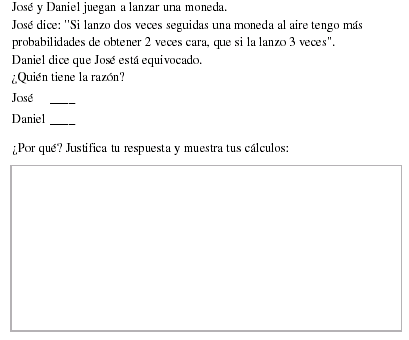 José y Daniel juegan a lanzar una moneda.
José dice: "Si lanzo dos veces seguidas una moneda al aire tengo más
probabilidades de obtener 2 veces cara, que si la lanzo 3 veces".
Daniel dice que José está equivocado.
¿Quién tiene la razón?
José ____
Daniel ____
¿Por qué? Justifica tu respuesta y muestra tus cálculos: